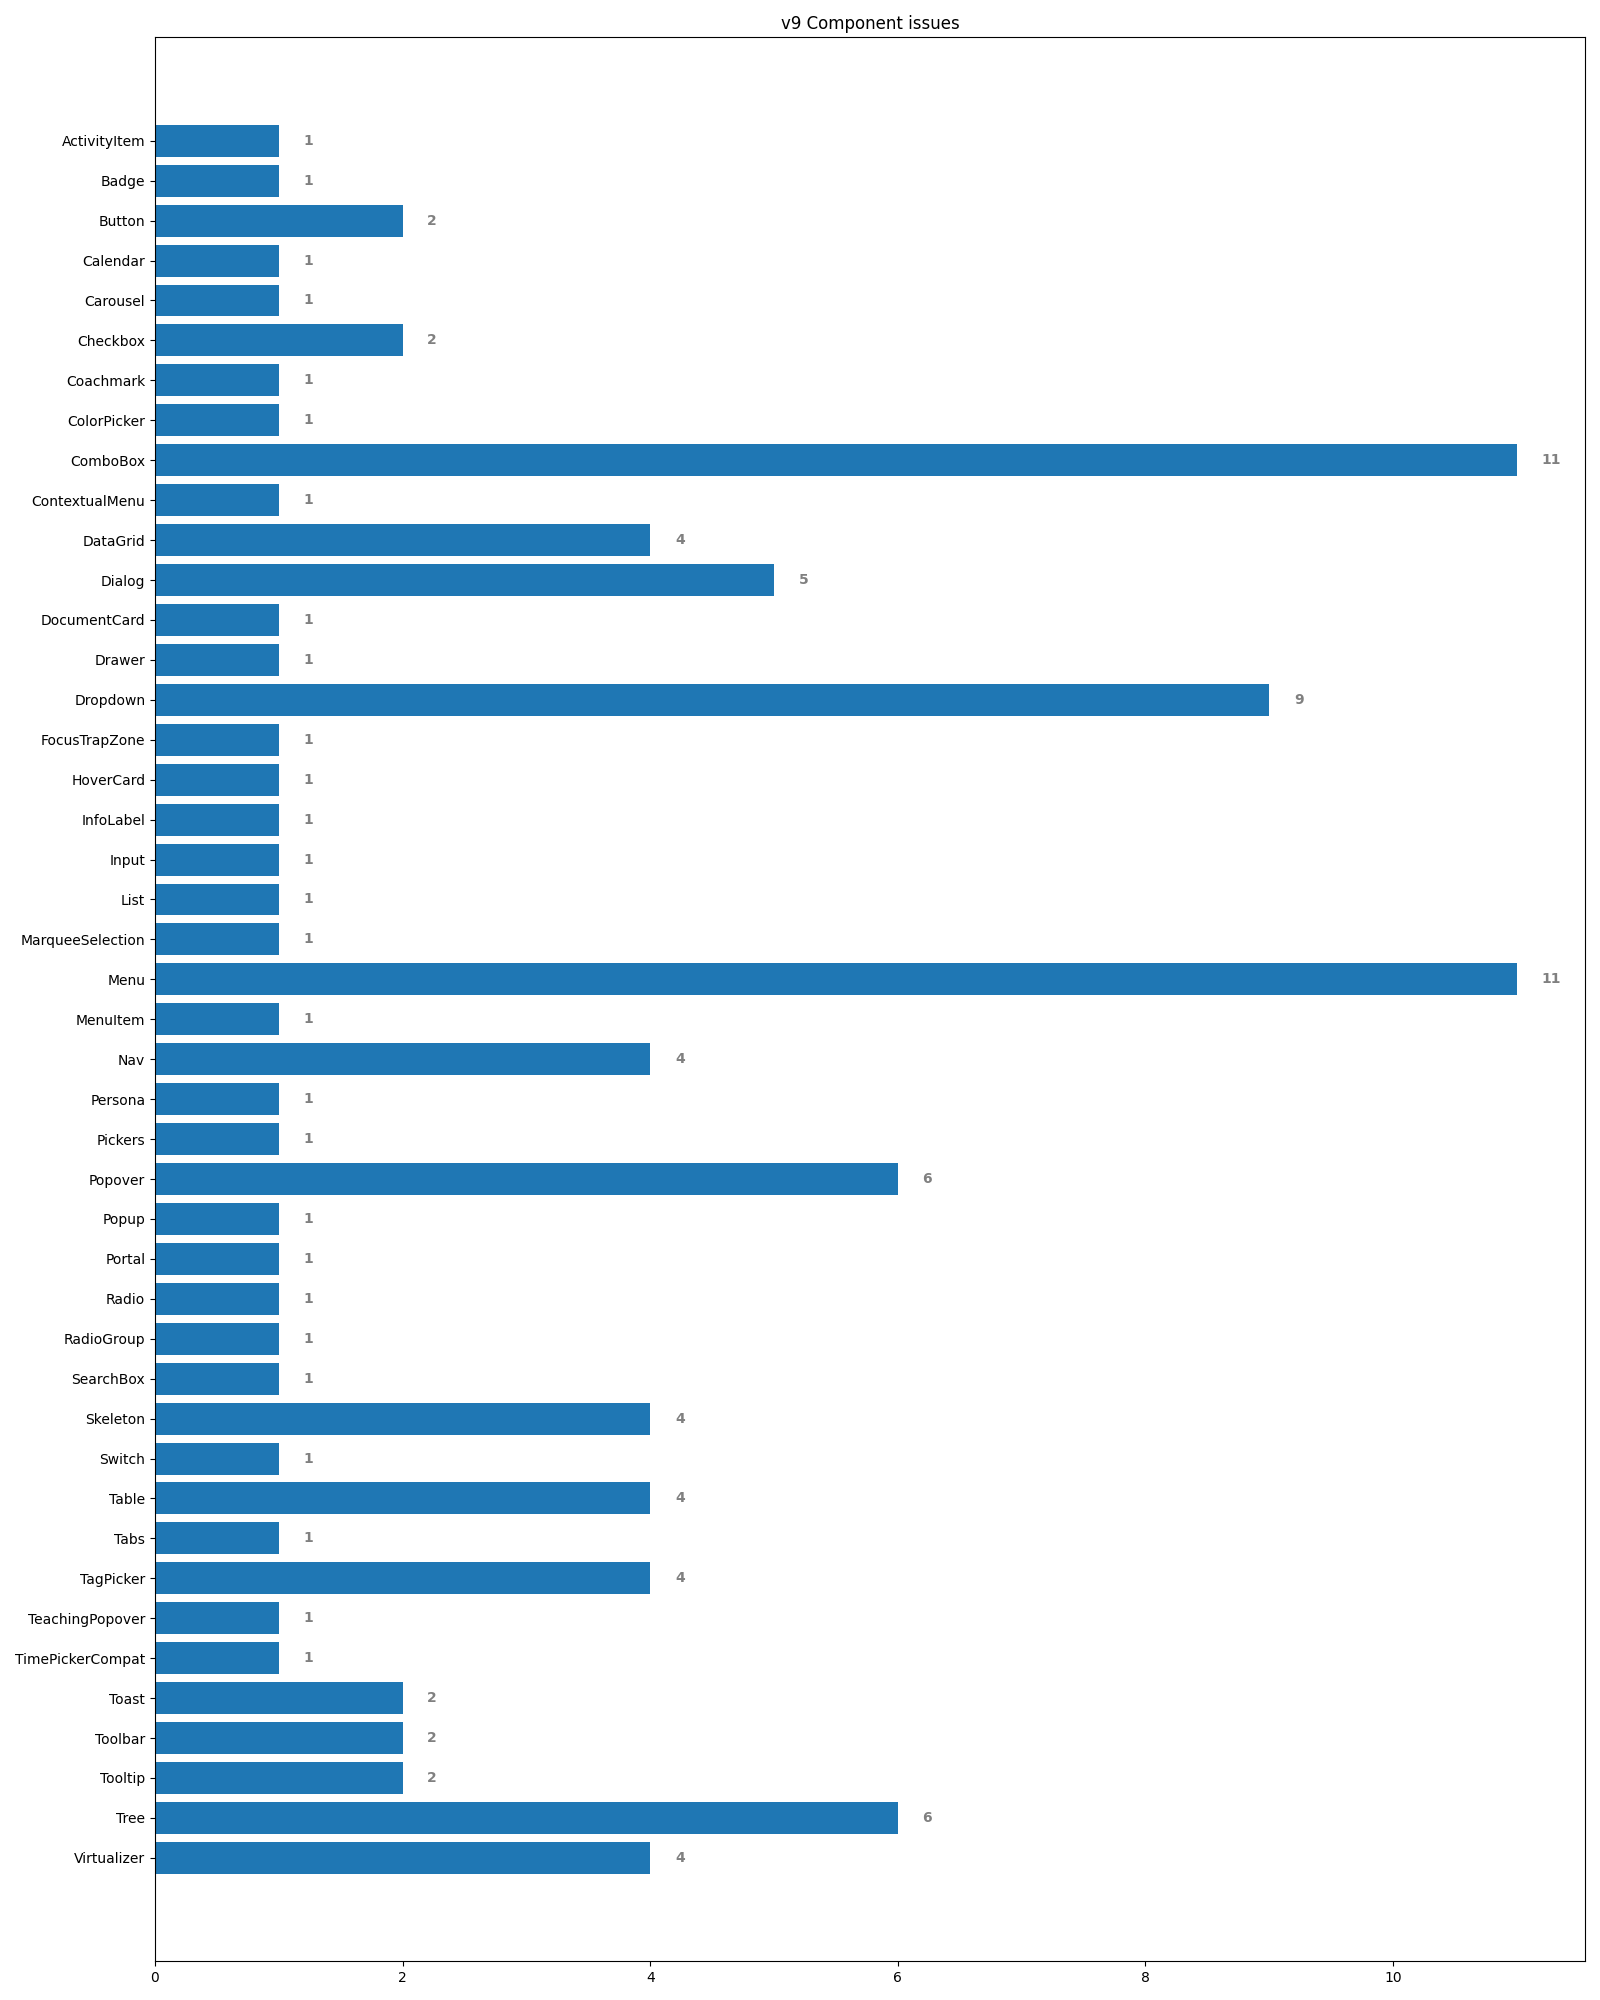 v9 Component issues
ActivityItem 1
Badge 1
Button 2
Calendar 1
Carousel 1
Checkbox 2
Coachmark 1
ColorPicker 1
ComboBox 11
ContextualMenu 1
DataGrid 4
Dialog 5
DocumentCard 1
Drawer 1
Dropdown 9
FocusTrapZone 1
HoverCard 1
InfoLabel 1
Input 1
List 1
MarqueeSelection 1
Menu 11
MenuItem 1
Nav 4
Persona 1
Pickers 1
Popover 6
Popup 1
Portal 1
Radio 1
RadioGroup 1
SearchBox 1
Skeleton 4
Switch 1
Table 4
Tabs 1
TagPicker 4
TeachingPopover 1
TimePickerCompat 1
Toast 2
Toolbar 2
Tooltip 2
Tree 6
Virtualizer 4
0 2 4 6 8 10